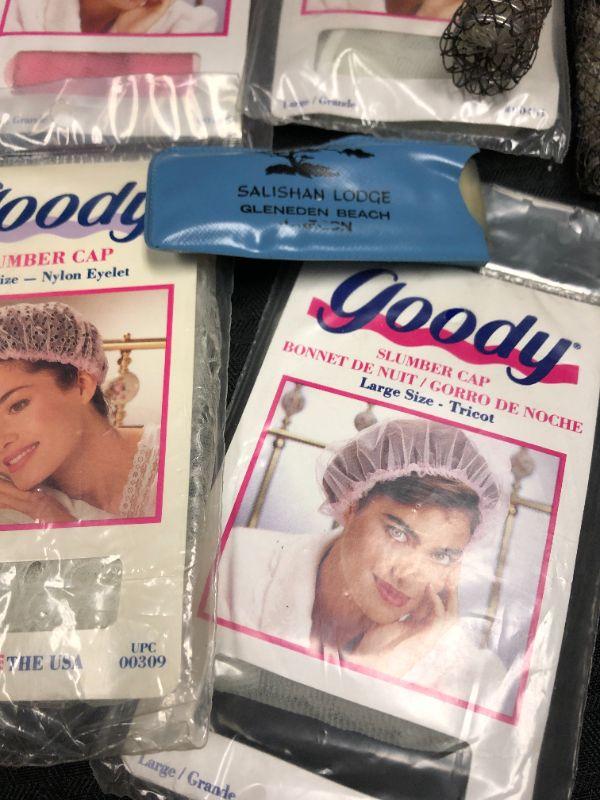 Large / Grande
SALISHAN LODGE
GLENEDEN BEACH
oody
UMBER CAP
ize — Nylon Eyelet
THE USA
UPC
00309
goody®
SLUMBER CAP
BONNET DE NUIT / GORRO DE NOCHE
Large Size - Tricot
Large / Grande